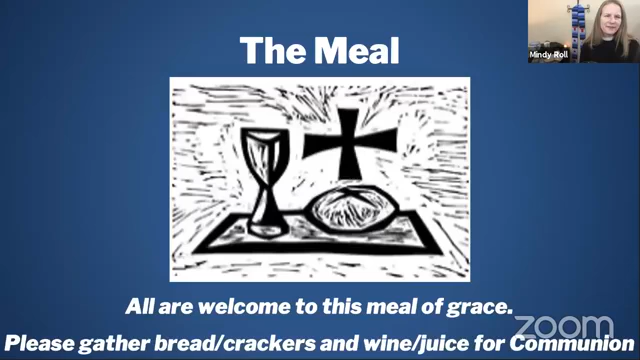 The Meal
Mindy Roll
All are welcome to this meal of grace.
Please gather bread/crackers and wine/juice for Communion
zoom